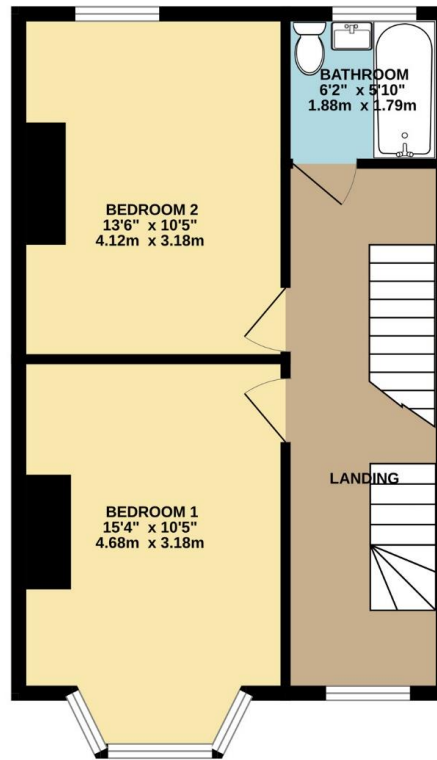 BATHROOM
6'2" x 5'10"
1.88m x 1.79m
BEDROOM 2
13'6" x 10'5"
4.12m x 3.18m
LANDING
BEDROOM 1
15'4" x 10'5"
4.68m x 3.18m